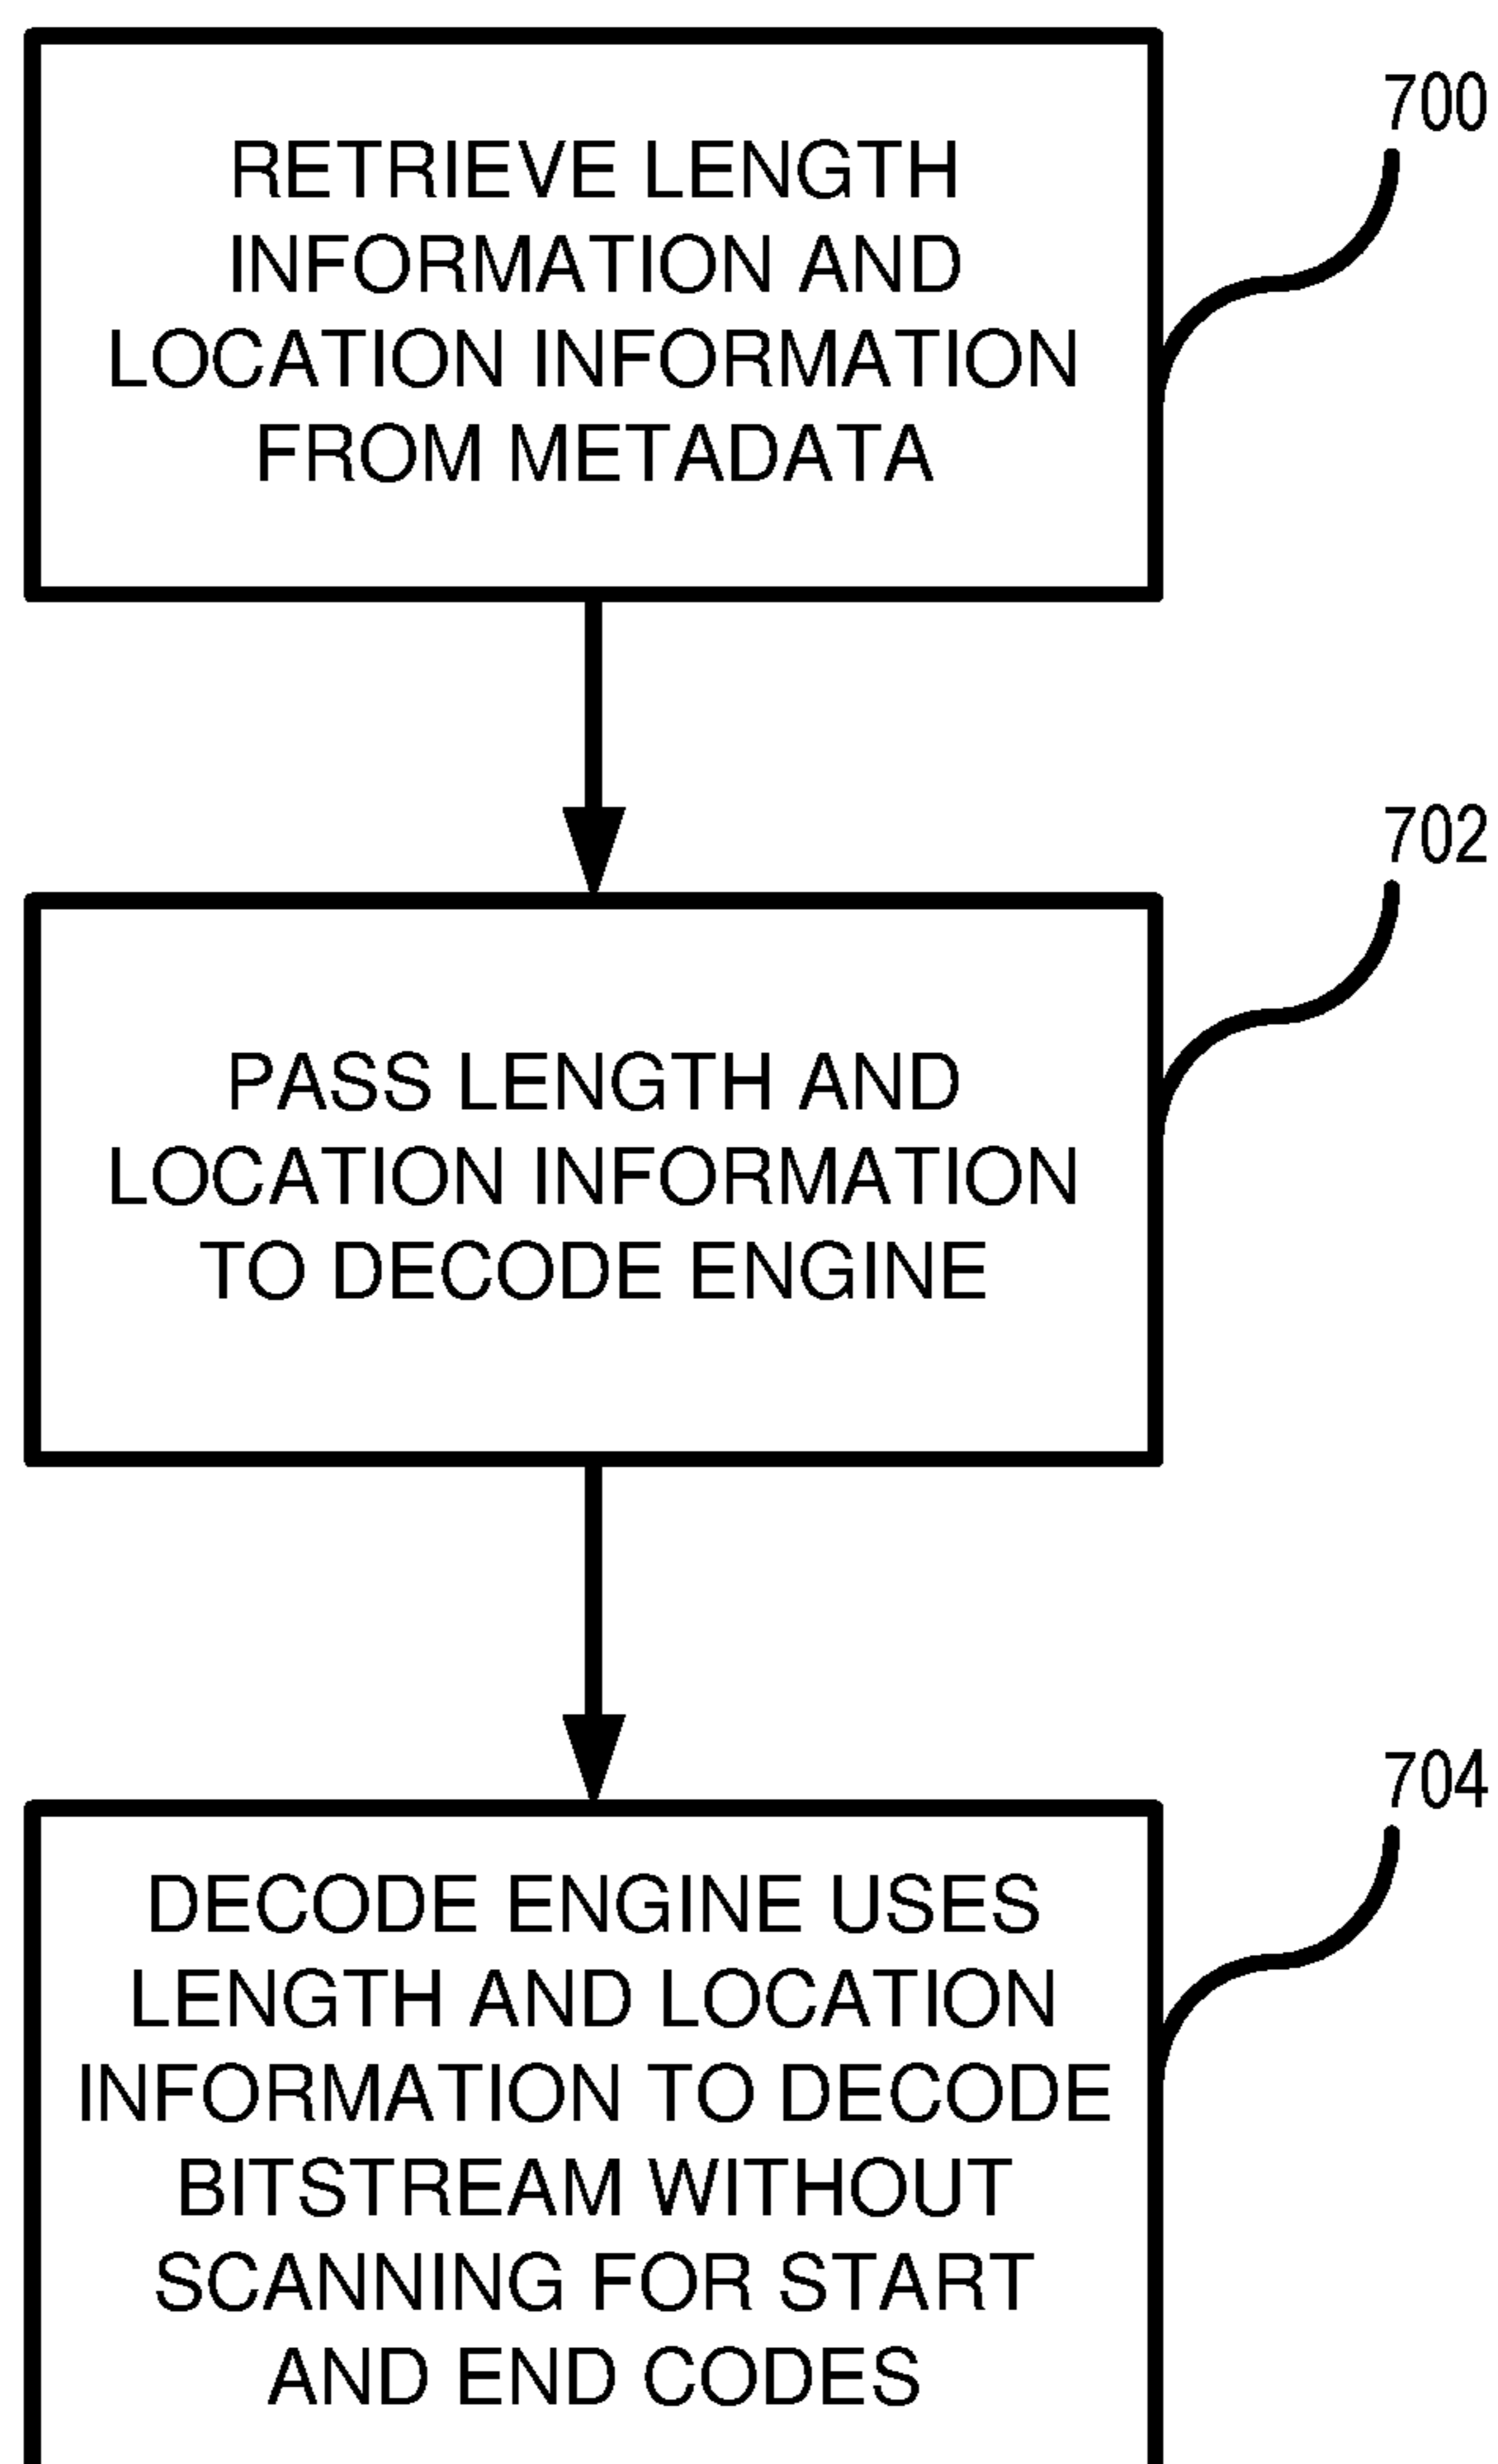 700
RETRIEVE LENGTH
INFORMATION AND
LOCATION INFORMATION
FROM METADATA
702
PASS LENGTH AND
LOCATION INFORMATION
TO DECODE ENGINE
704
DECODE ENGINE USES
LENGTH AND LOCATION
INFORMATION TO DECODE
BITSTREAM WITHOUT
SCANNING FOR START
AND END CODES